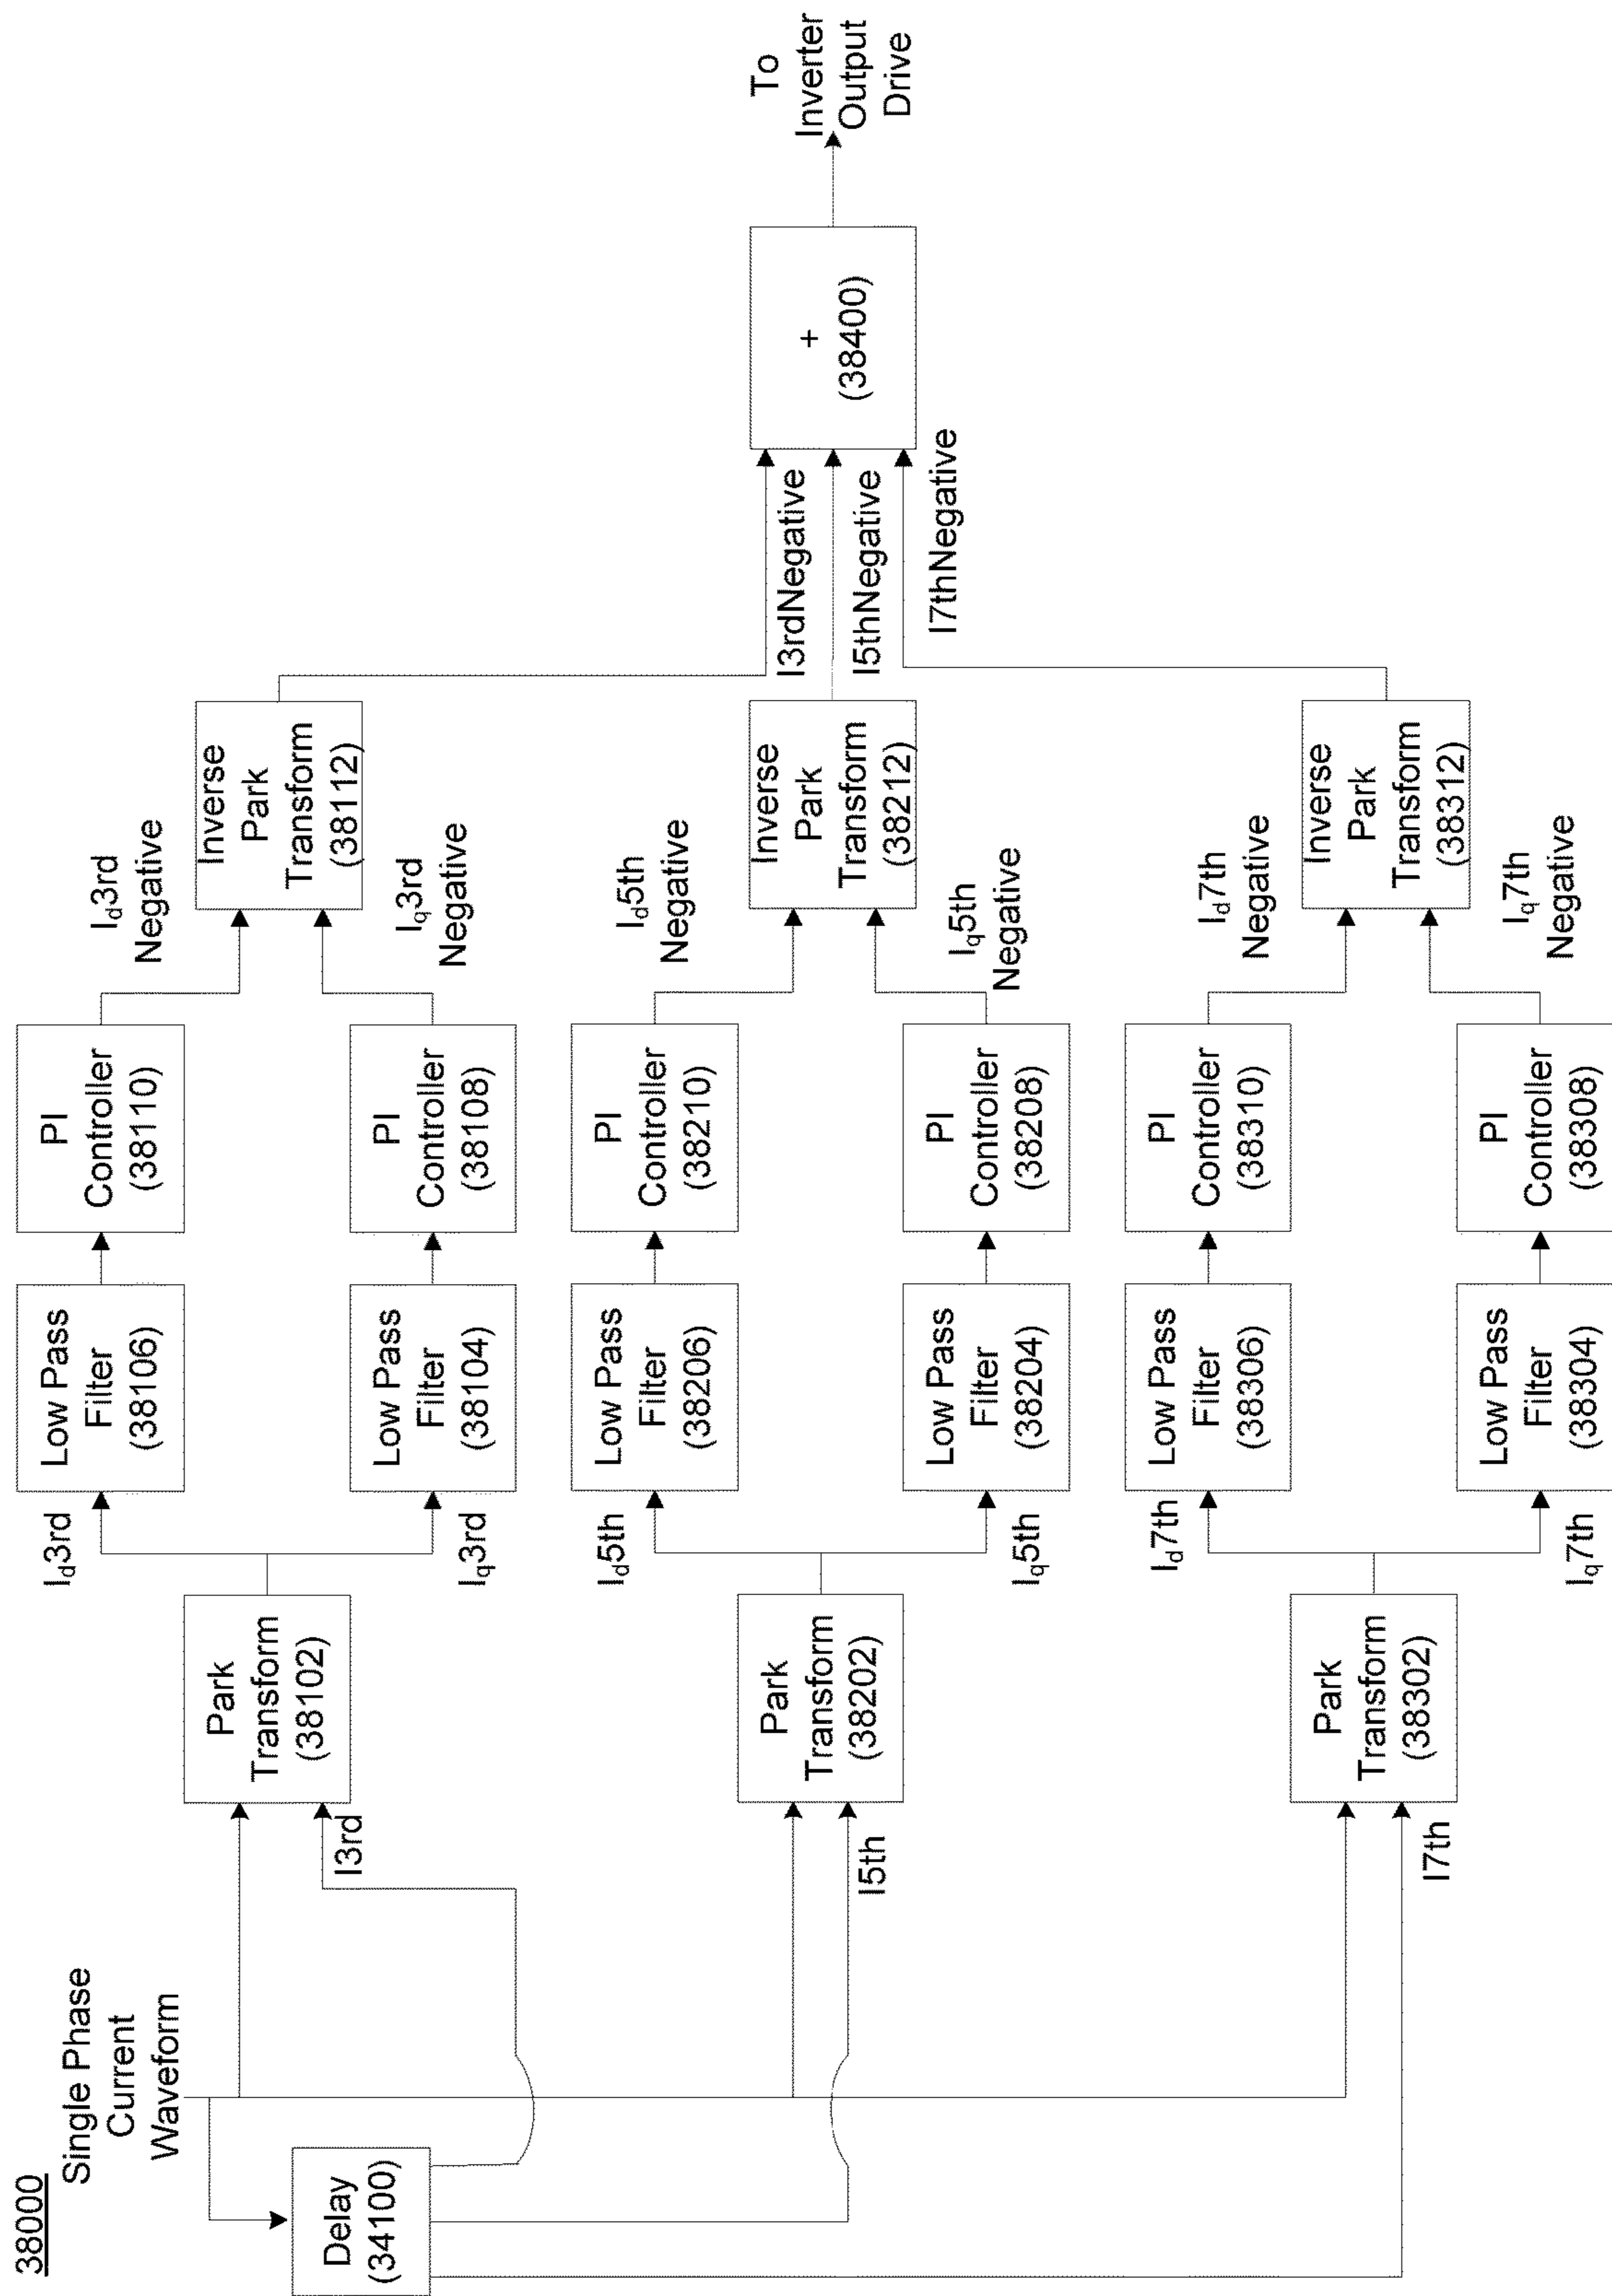 38000
Single Phase
Current
Waveform
Delay
(34100)
I3rd
I5th
I7th
Park
Transform
(38102)
Park
Transform
(38202)
Park
Transform
(38302)
Id3rd
Iq3rd
Id5th
Iq5th
Id7th
Iq7th
Low Pass
Filter
(38106)
Low Pass
Filter
(38104)
Low Pass
Filter
(38206)
Low Pass
Filter
(38204)
Low Pass
Filter
(38306)
Low Pass
Filter
(38304)
PI
Controller
(38110)
PI
Controller
(38108)
PI
Controller
(38210)
PI
Controller
(38208)
PI
Controller
(38310)
PI
Controller
(38308)
Id3rd
Negative
Iq3rd
Negative
Id5th
Negative
Iq5th
Negative
Id7th
Negative
Iq7th
Negative
Inverse
Park
Transform
(38112)
Inverse
Park
Transform
(38212)
Inverse
Park
Transform
(38312)
I3rdNegative
I5thNegative
I7thNegative
+
(38400)
To
Inverter
Output
Drive